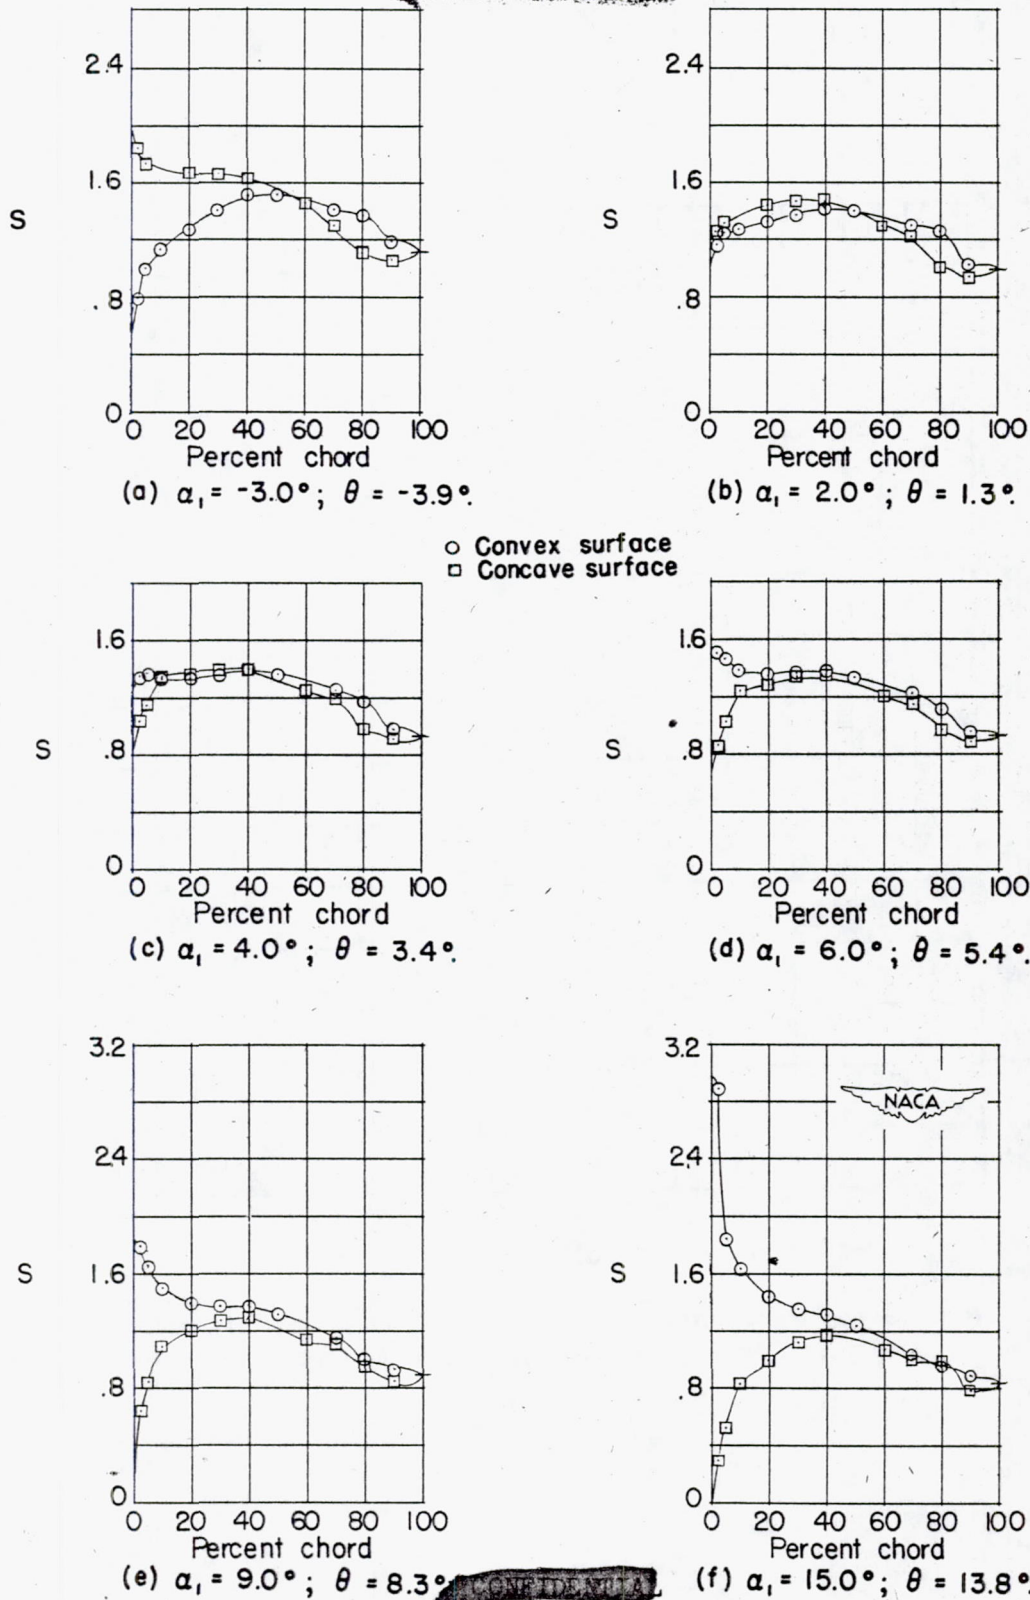 2.4
1.6
S
.8
0
0 20 40 60 80 100
Percent chord
(a) α₁ = -3.0°; θ = -3.9°.
2.4
1.6
S
.8
0
0 20 40 60 80 100
Percent chord
(b) α₁ = 2.0°; θ = 1.3°.
Convex surface
Concave surface
1.6
S
.8
0
0 20 40 60 80 100
Percent chord
(c) α₁ = 4.0°; θ = 3.4°.
1.6
S
.8
0
0 20 40 60 80 100
Percent chord
(d) α₁ = 6.0°; θ = 5.4°.
3.2
2.4
S
1.6
.8
0
0 20 40 60 80 100
Percent chord
(e) α₁ = 9.0°; θ = 8.3°
3.2
NACA
2.4
S
1.6
.8
0
0 20 40 60 80 100
Percent chord
(f) α₁ = 15.0°; θ = 13.8°.
CONFIDENTIAL